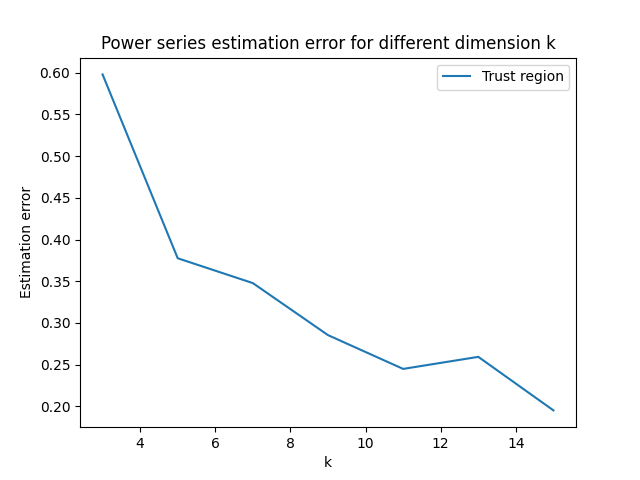 Power series estimation error for different dimension k
Trust region
0.60
0.55
0.50
0.45
0.40
0.35
0.30
0.25
0.20
Estimation error
4 6 8 10 12 14
k